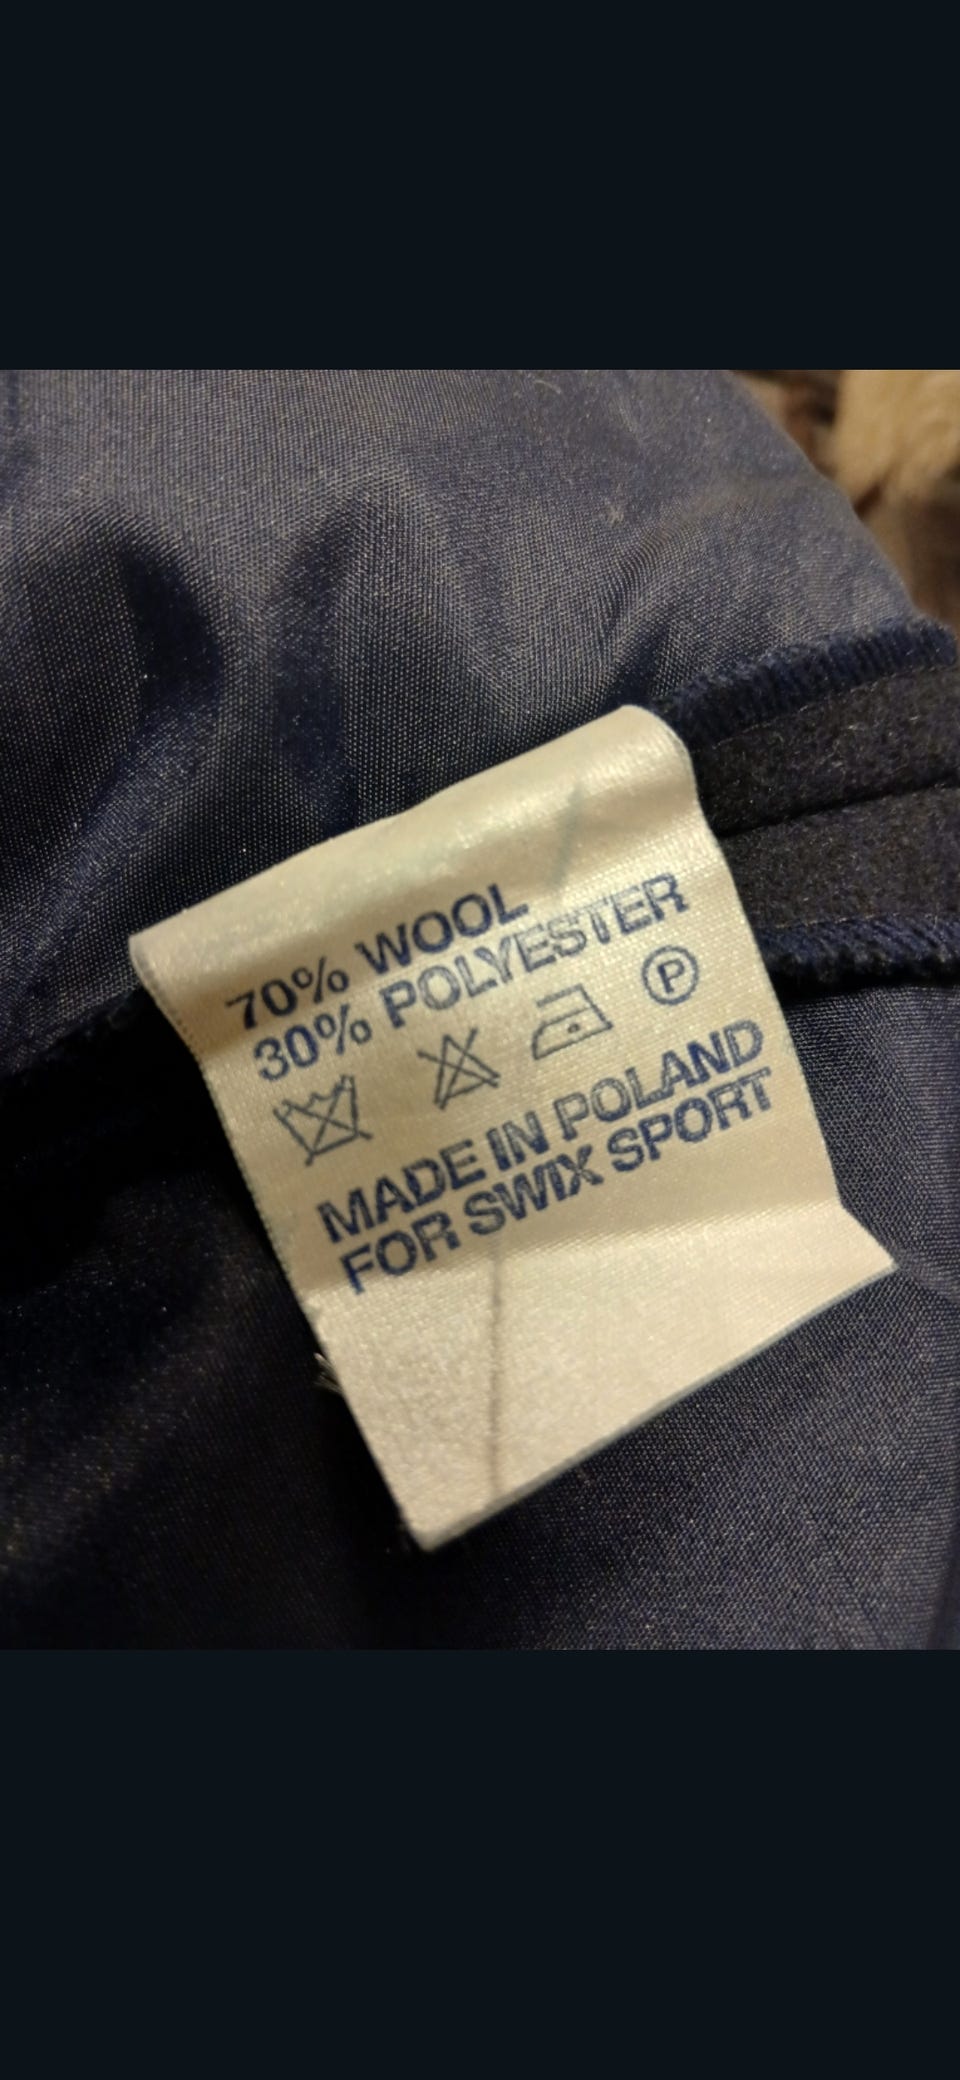 70% WOOL
30% POLYESTER
P
MADE IN POLAND
FOR SWIX SPORT